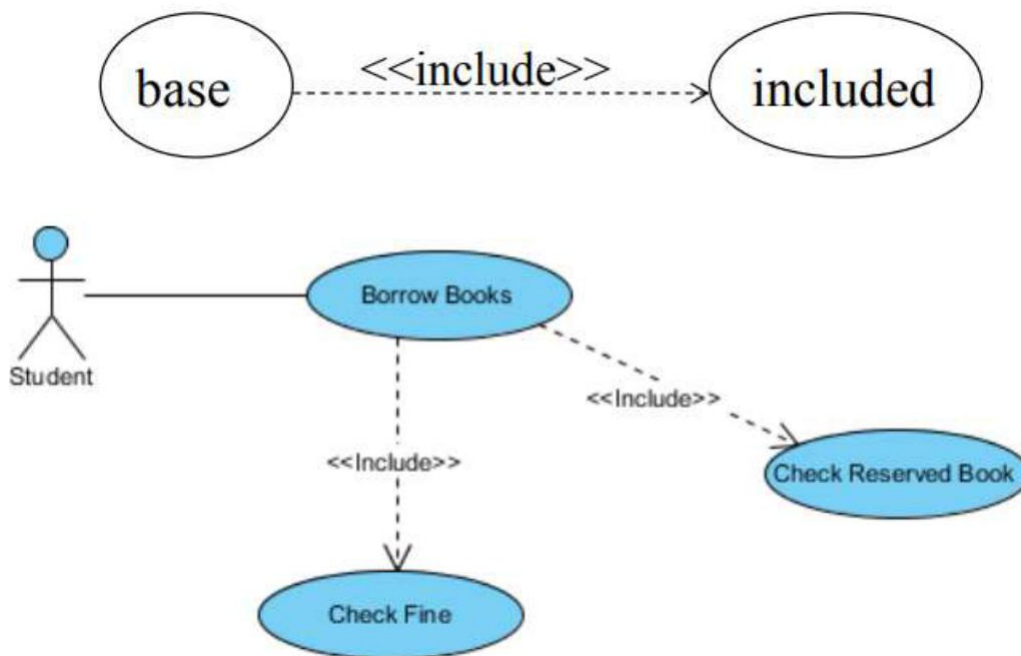 base
<<include>>
included
Borrow Books
Student
<<Include>>
<<Include>>
Check Reserved Book
Check Fine